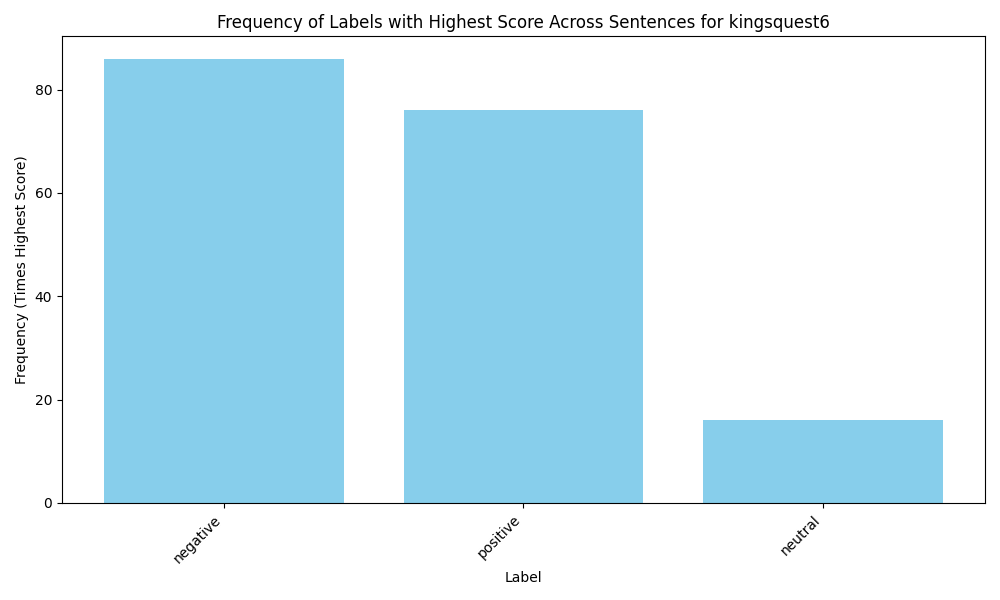 Frequency of Labels with Highest Score Across Sentences for kingsquest6
Frequency (Times Highest Score)
80
60
40
20
0
negative
positive
neutral
Label